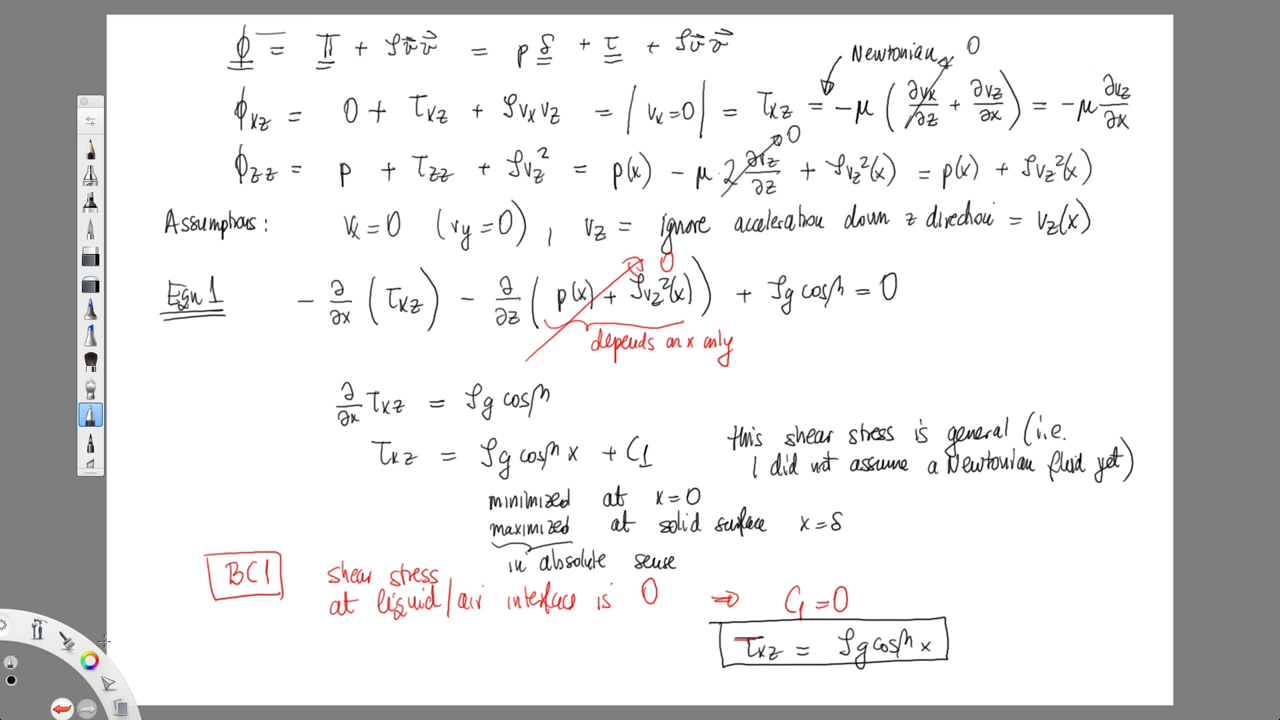 Φ = Π + ρv⃗v⃗ = pδ + τ + ρv⃗v⃗
Newtonian 0
ϕxz = 0 + τxz + ρvxvz = |vx=0| = τxz = -μ(∂vx/∂z + ∂vz/∂x) = -μ ∂vz/∂x
ϕzz = p + τzz + ρvz² = p(x) - μ·2 ∂vz/∂z + ρvz²(x) = p(x) + ρvz²(x)
0
Assumptions: vx=0 (vy=0), vz = ignore acceleration down z direction = vz(x)
Eqn 1 - ∂/∂x (τxz) - ∂/∂z (p(x) + ρvz²(x)) + ρg cosβ = 0
0
depends on x only
∂/∂x τxz = ρg cosβ
τxz = ρg cosβ x + C1
this shear stress is general (i.e.
I did not assume a Newtonian fluid yet)
minimized at x=0
maximized at solid surface x=δ
in absolute sense
BC1 shear stress
at liquid/air interface is 0 ⇒ C1=0
τxz = ρg cosβ x